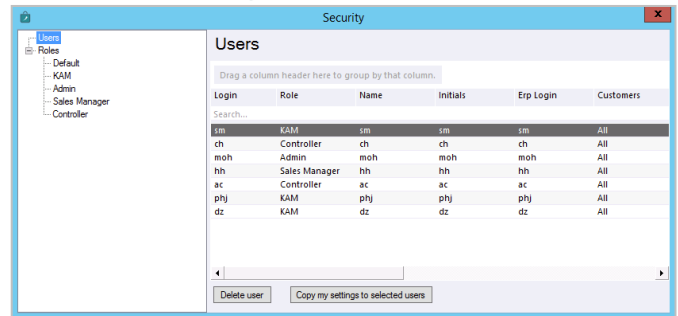 Security
x
Users
Roles
Default
KAM
Admin
Sales Manager
Controller
Users
Drag a column header here to group by that column.
Login Role Name Initials Erp Login Customers
Search...
sm KAM sm sm sm All
ch Controller ch ch ch All
moh Admin moh moh moh All
hh Sales Manager hh hh hh All
ac Controller ac ac ac All
phj KAM phj phj phj All
dz KAM dz dz dz All
Delete user Copy my settings to selected users